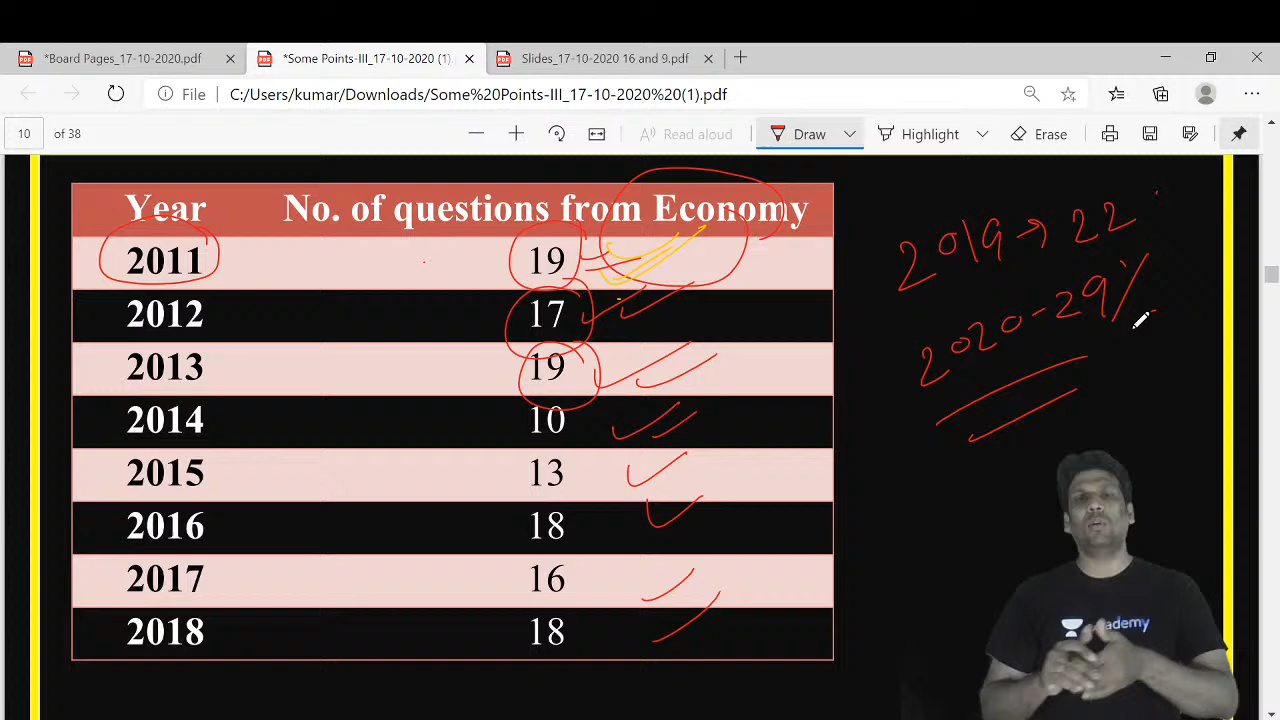 *Board Pages_17-10-2020.pdf
*Some Points-III_17-10-2020 (1).
Slides_17-10-2020 16 and 9.pdf
File C:/Users/kumar/Downloads/Some%20Points-III_17-10-2020%20(1).pdf
10 of 38 Read aloud Draw Highlight Erase
Year No. of questions from Economy
2011 19
2012 17
2013 19
2014 10
2015 13
2016 18
2017 16
2018 18
2019 → 22
2020 - 29%